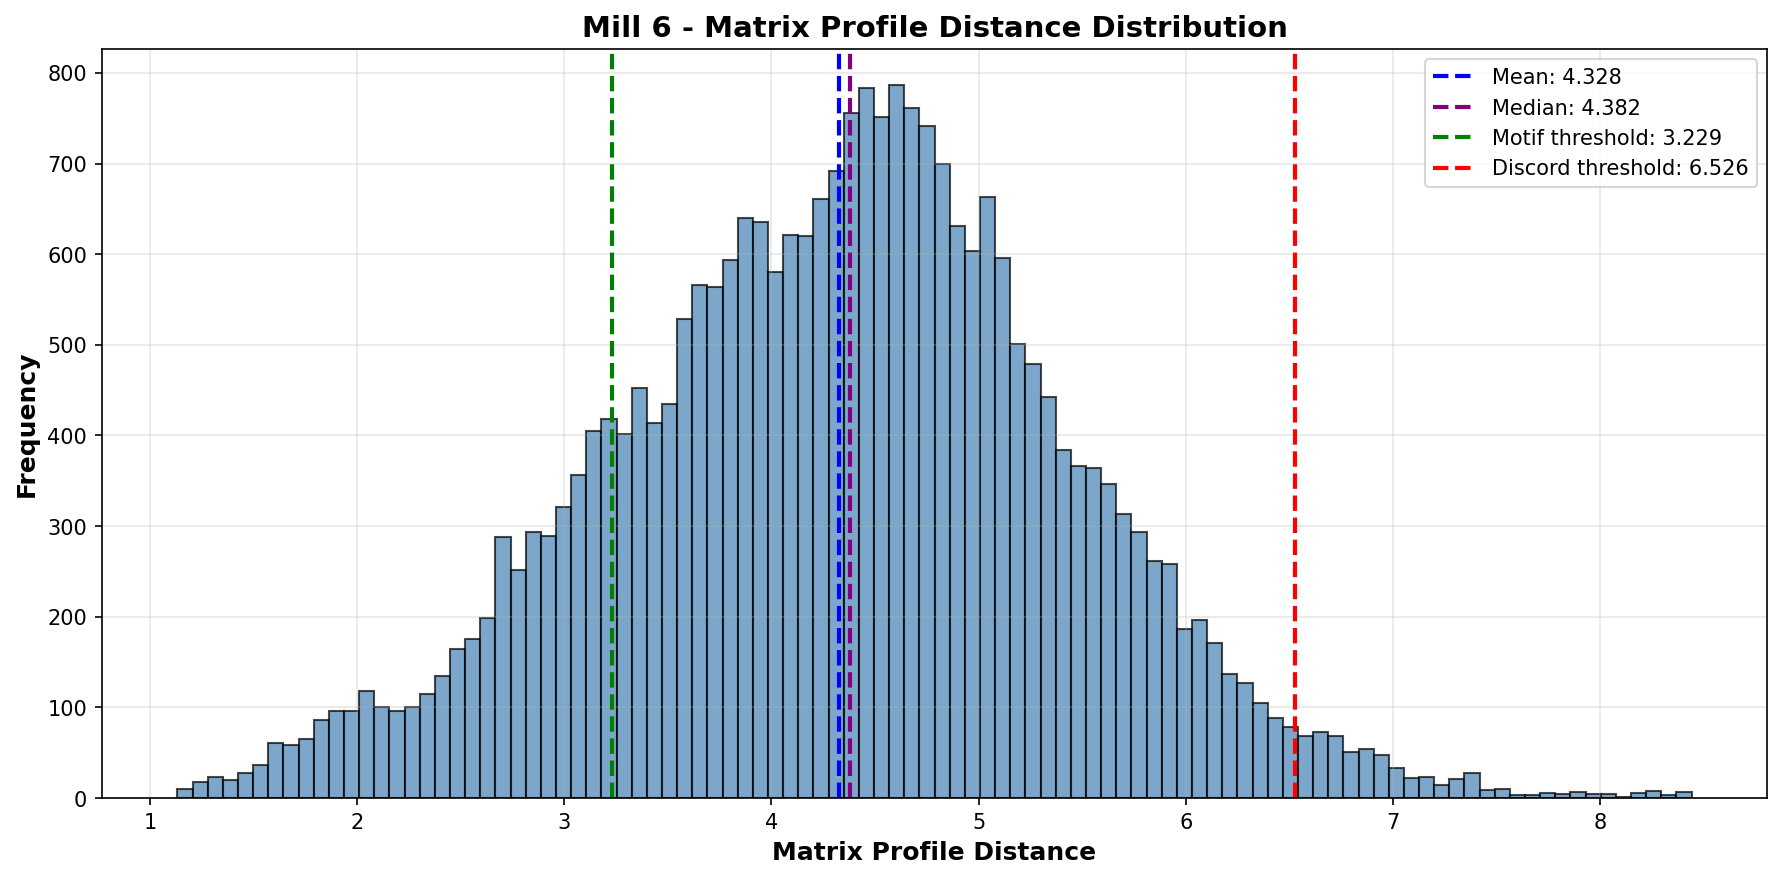 Mill 6 - Matrix Profile Distance Distribution
Mean: 4.328
Median: 4.382
Motif threshold: 3.229
Discord threshold: 6.526
Frequency
800
700
600
500
400
300
200
100
0
1 2 3 4 5 6 7 8
Matrix Profile Distance